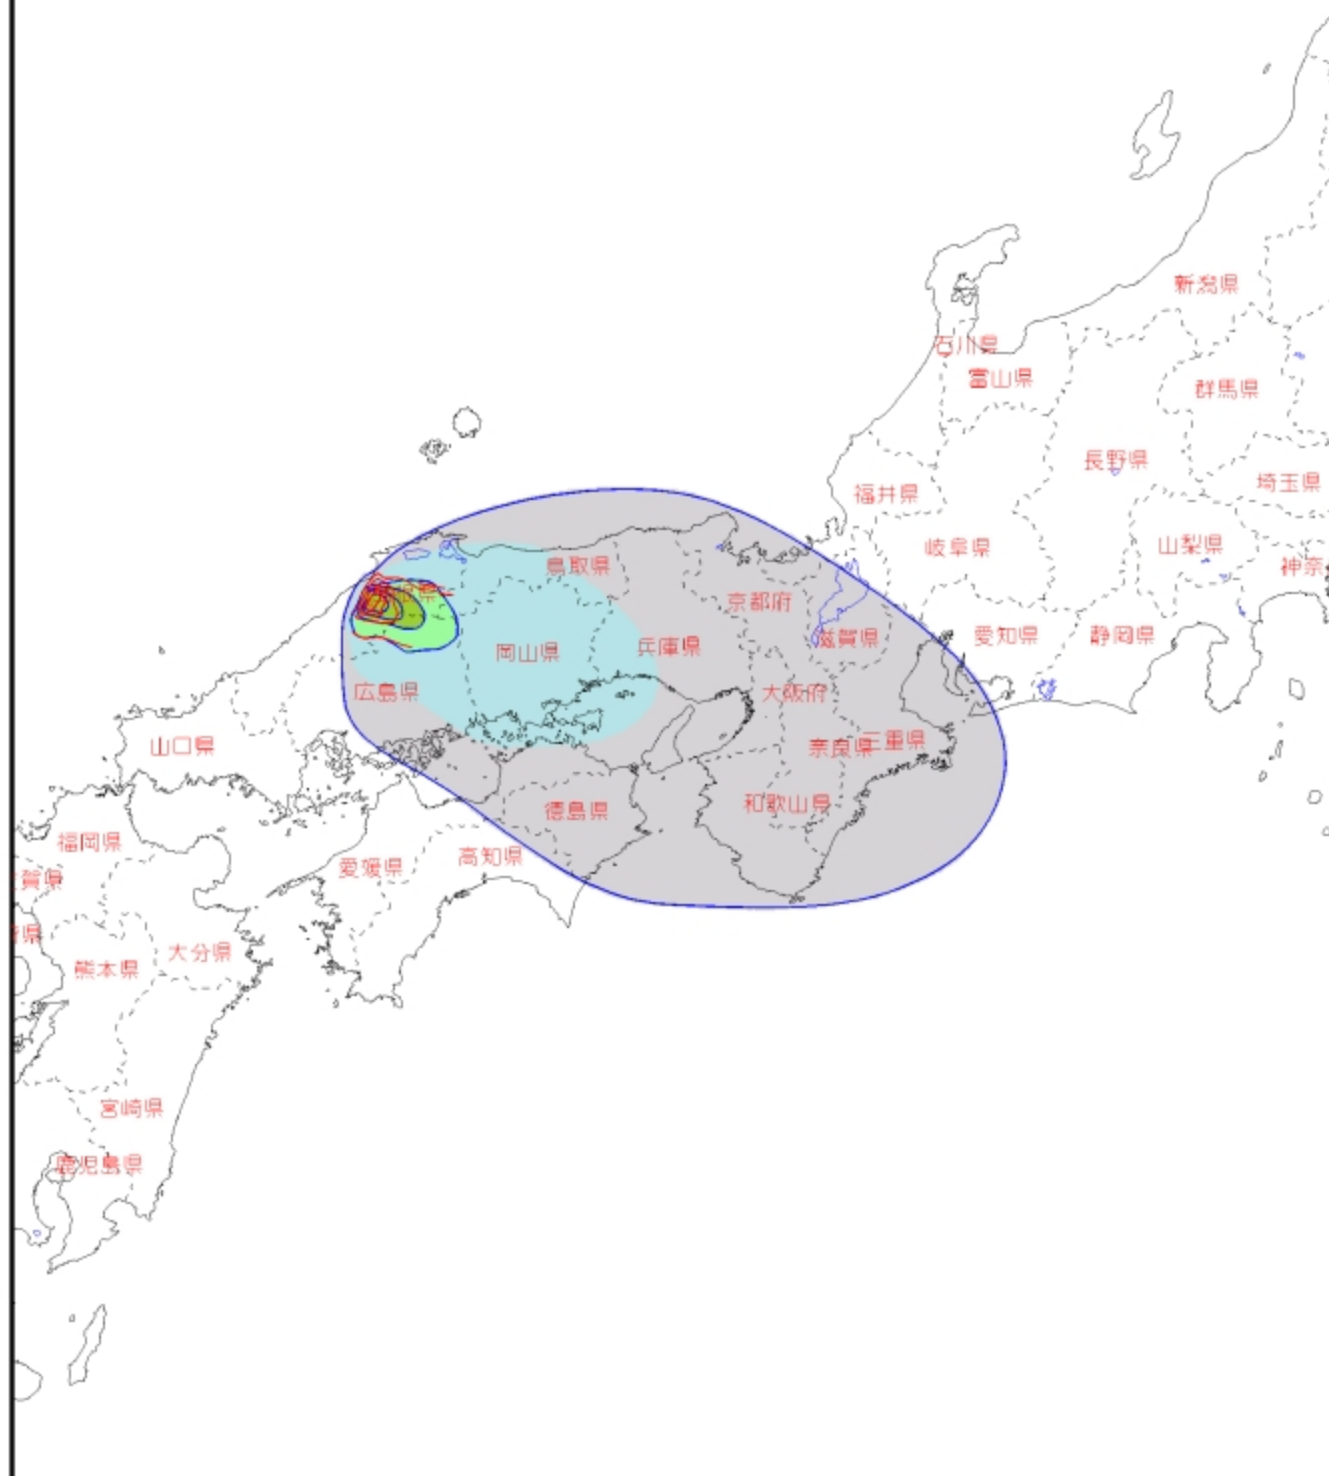 新潟県
石川県
富山県
群馬県
長野県
埼玉県
福井県
岐阜県
山梨県
神奈
鳥取県
県
京都府
愛知県
静岡県
滋賀県
兵庫県
岡山県
広島県
大阪府
山口県
奈良県
三重県
和歌山県
徳島県
福岡県
高知県
愛媛県
賀県
県
大分県
熊本県
宮崎県
鹿児島県